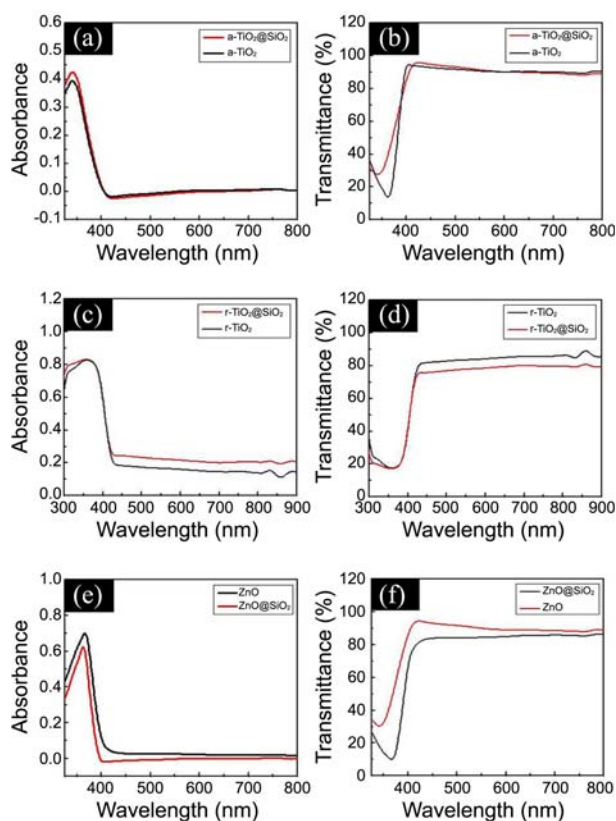 (a)
a-TiO₂@SiO₂
a-TiO₂
Absorbance
0.6
0.5
0.4
0.3
0.2
0.1
0.0
-0.1
400 500 600 700 800
Wavelength (nm)
(b)
a-TiO₂@SiO₂
a-TiO₂
Transmittance (%)
120
100
80
60
40
20
0
400 500 600 700 800
Wavelength (nm)
(c)
r-TiO₂@SiO₂
r-TiO₂
Absorbance
1.2
0.8
0.6
0.4
0.2
0.0
300 400 500 600 700 800 900
Wavelength (nm)
(d)
r-TiO₂
r-TiO₂@SiO₂
Transmittance (%)
120
100
80
60
40
20
0
300 400 500 600 700 800 900
Wavelength (nm)
(e)
ZnO
ZnO@SiO₂
Absorbance
1.0
0.8
0.6
0.4
0.2
0.0
400 500 600 700 800
Wavelength (nm)
(f)
ZnO@SiO₂
ZnO
Transmittance (%)
120
100
80
60
40
20
0
400 500 600 700 800
Wavelength (nm)